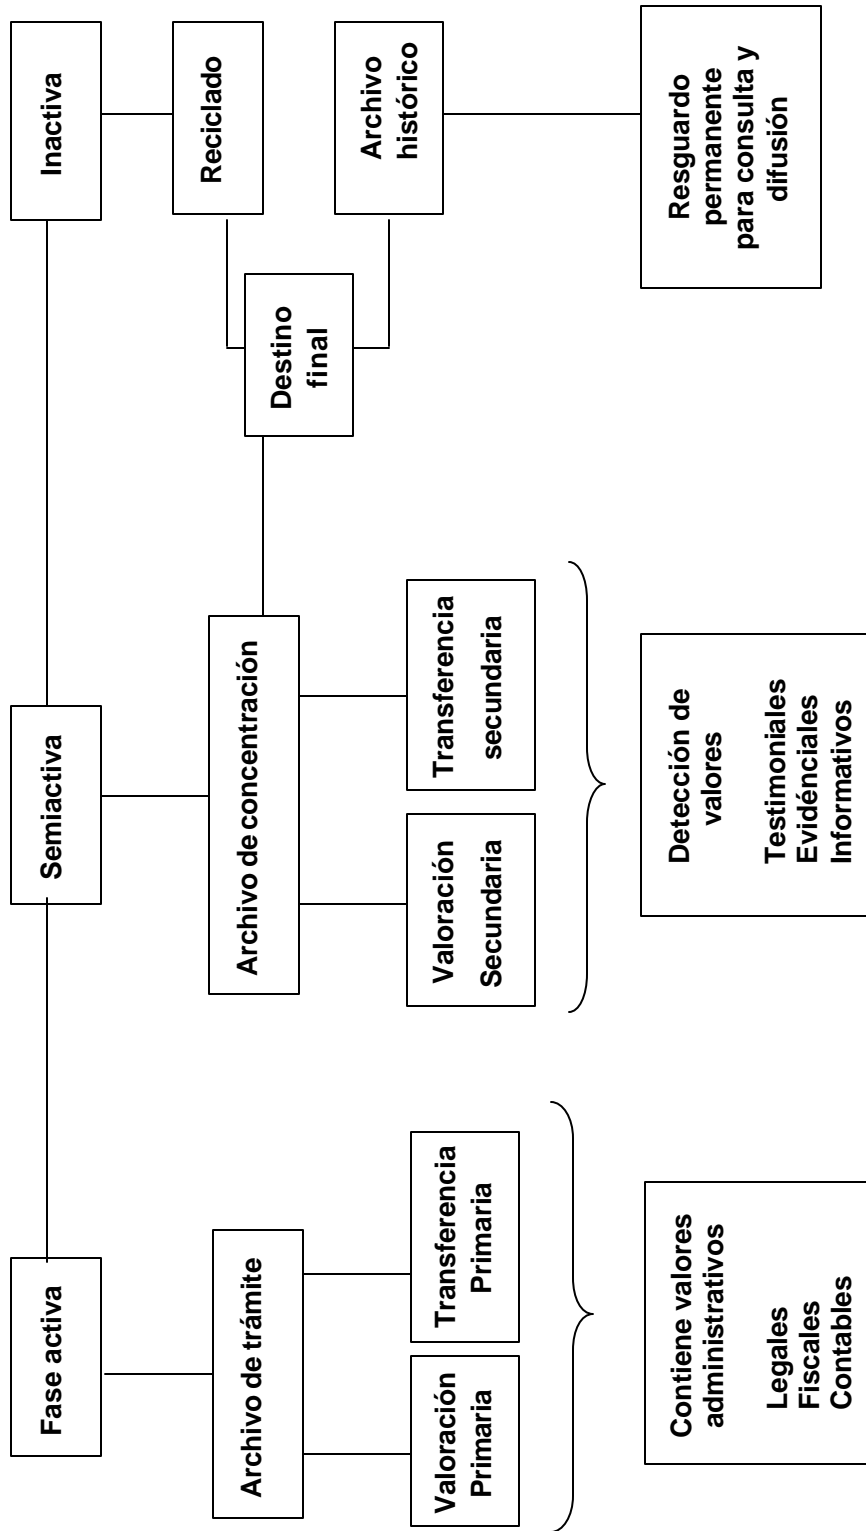 Fase activa
Semiactiva
Inactiva
Archivo de trámite
Archivo de concentración
Reciclado
Destino
final
Archivo
histórico
Valoración
Primaria
Transferencia
Primaria
Valoración
Secundaria
Transferencia
secundaria
Contiene valores
administrativos
Legales
Fiscales
Contables
Detección de
valores
Testimoniales
Evidénciales
Informativos
Resguardo
permanente
para consulta y
difusión